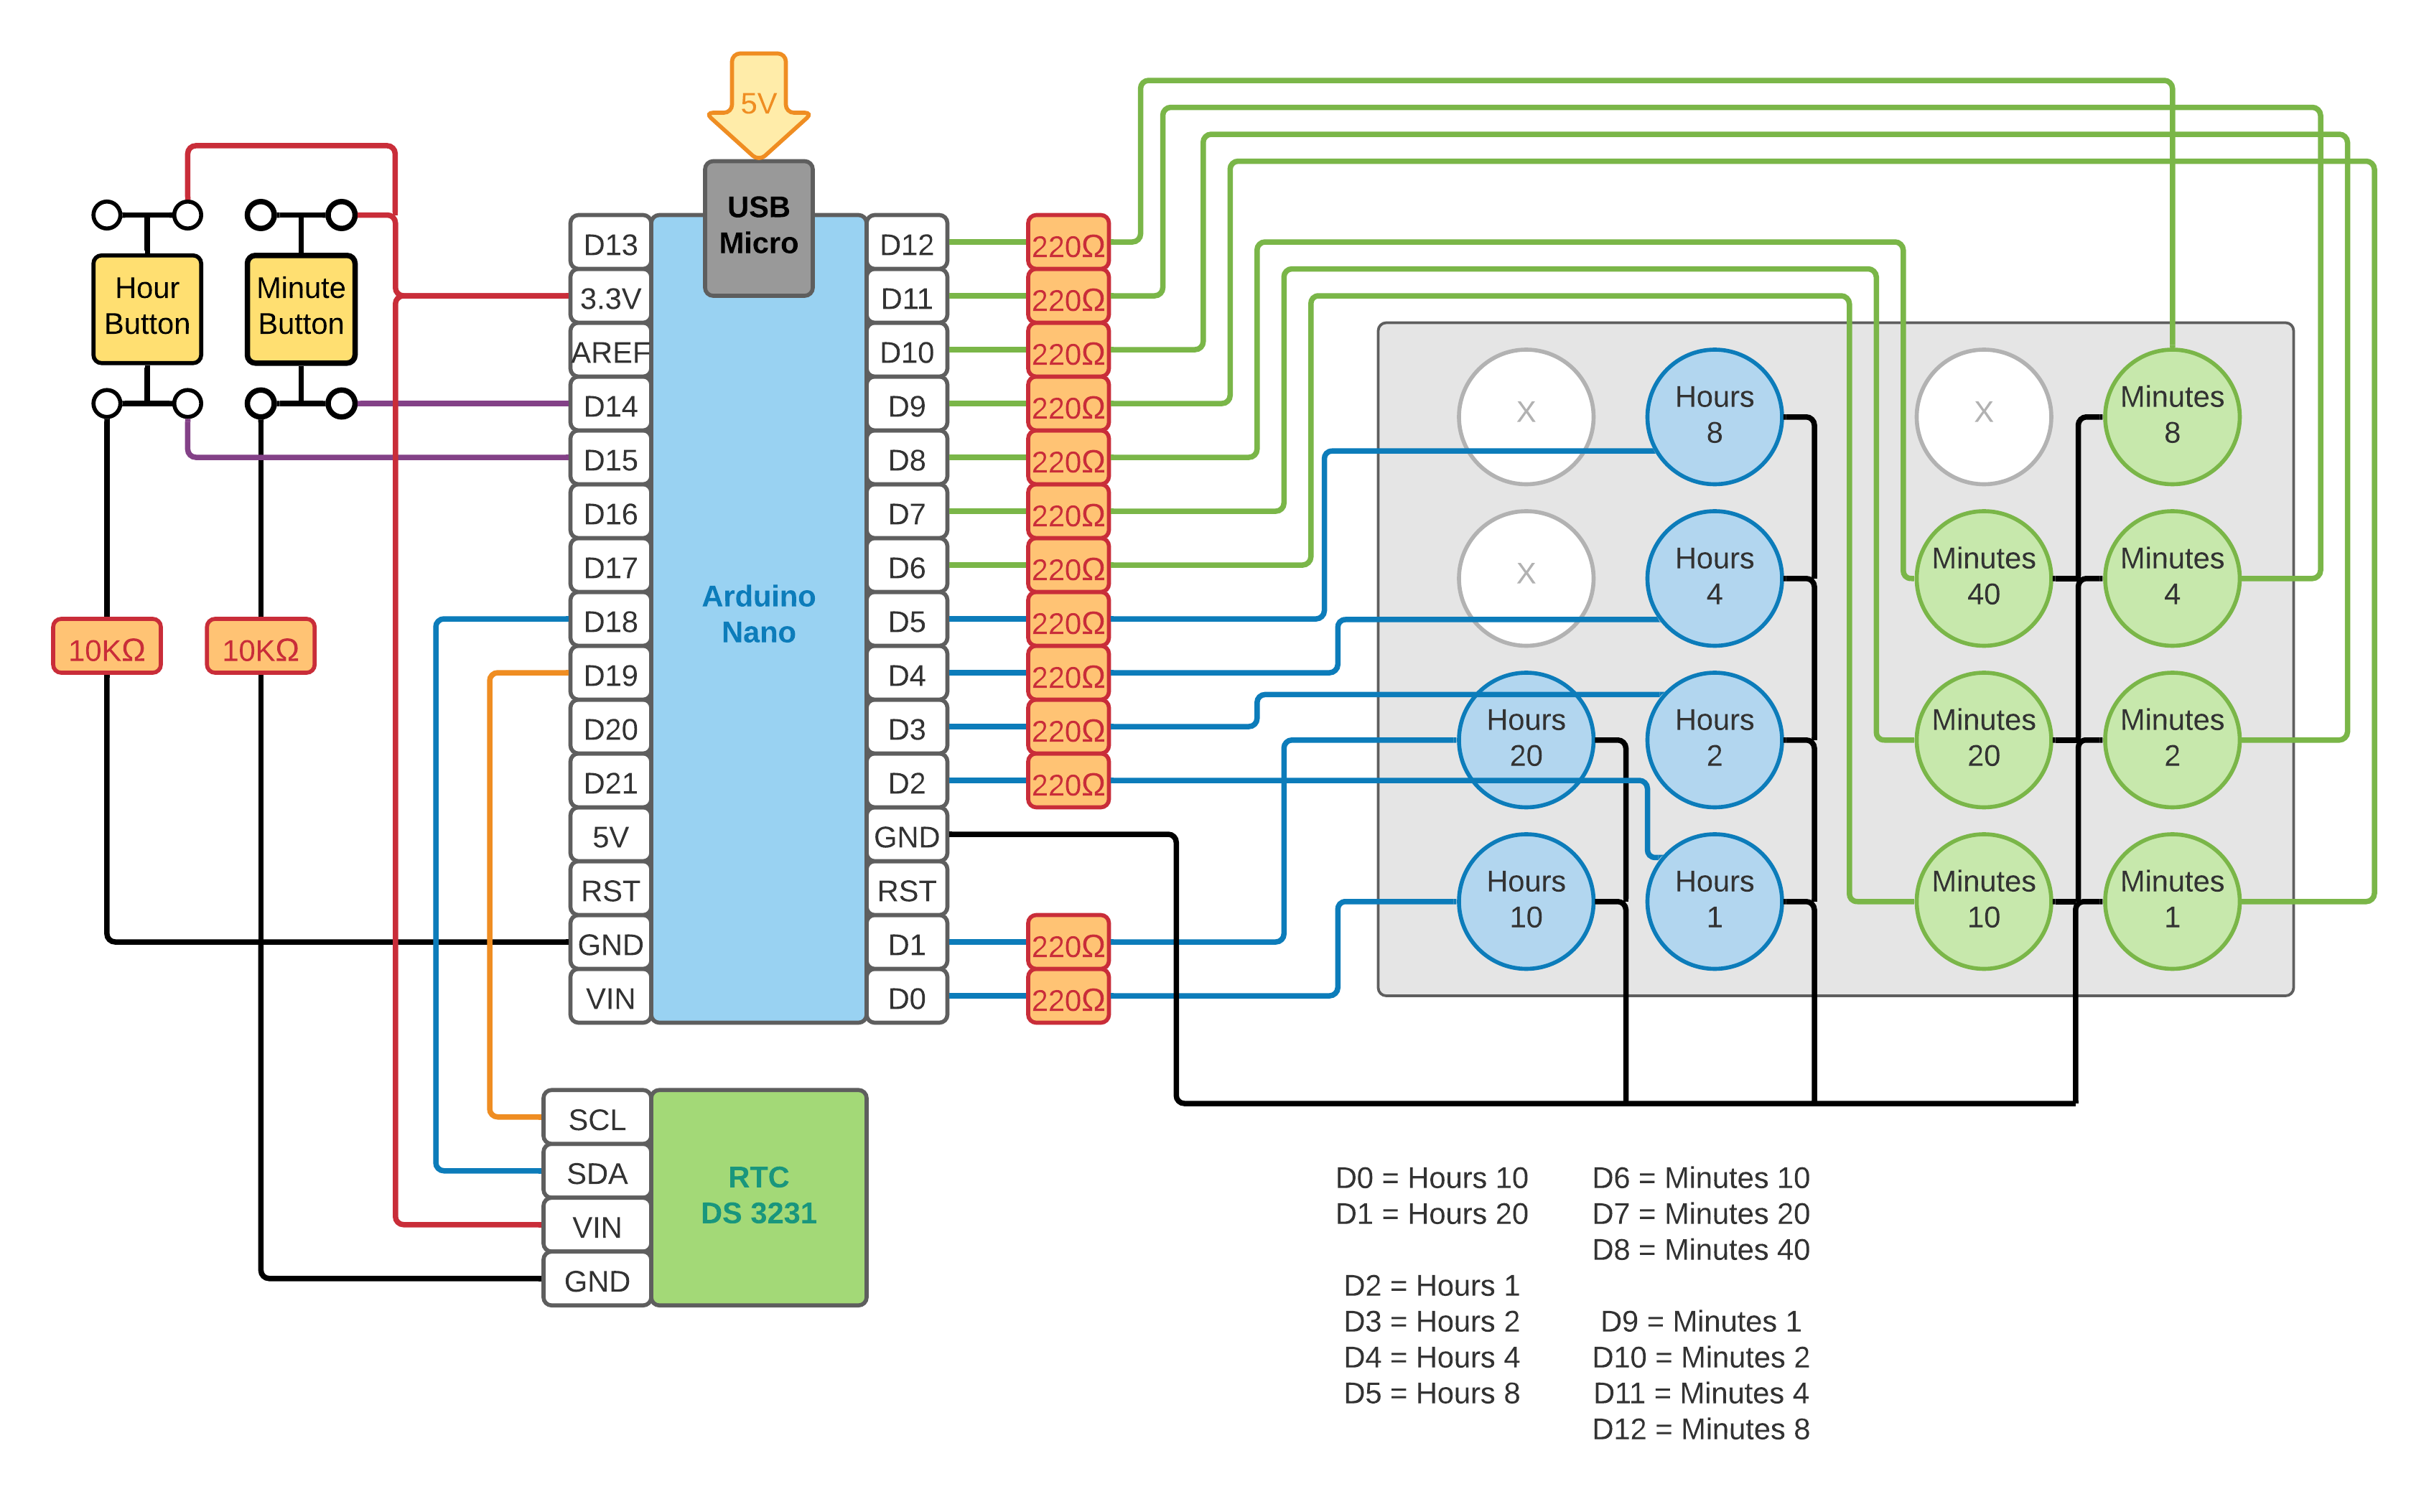 5V
USB
Micro
Hour
Button
Minute
Button
10KΩ
10KΩ
D13
3.3V
AREF
D14
D15
D16
D17
D18
D19
D20
D21
5V
RST
GND
VIN
Arduino
Nano
D12
D11
D10
D9
D8
D7
D6
D5
D4
D3
D2
GND
RST
D1
D0
220Ω
220Ω
220Ω
220Ω
220Ω
220Ω
220Ω
220Ω
220Ω
220Ω
220Ω
220Ω
220Ω
X
Hours
8
X
Minutes
8
X
Hours
4
Minutes
40
Minutes
4
Hours
20
Hours
2
Minutes
20
Minutes
2
Hours
10
Hours
1
Minutes
10
Minutes
1
SCL
SDA
VIN
GND
RTC
DS 3231
D0 = Hours 10
D1 = Hours 20
D2 = Hours 1
D3 = Hours 2
D4 = Hours 4
D5 = Hours 8
D6 = Minutes 10
D7 = Minutes 20
D8 = Minutes 40
D9 = Minutes 1
D10 = Minutes 2
D11 = Minutes 4
D12 = Minutes 8